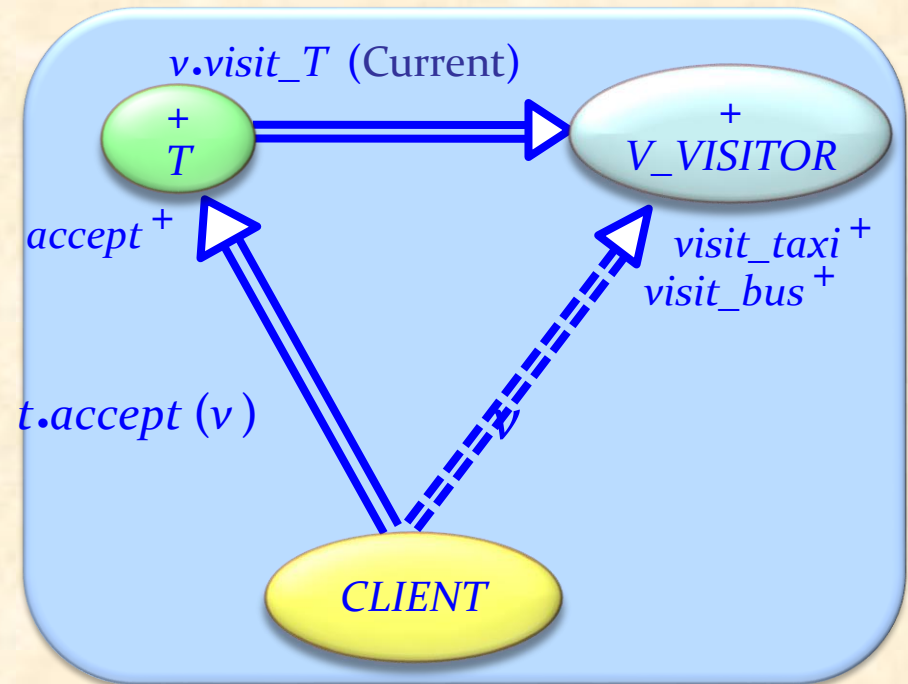 v.visit_T (Current)
+
T
+
V_VISITOR
accept +
visit_taxi +
visit_bus +
t.accept (v)
CLIENT